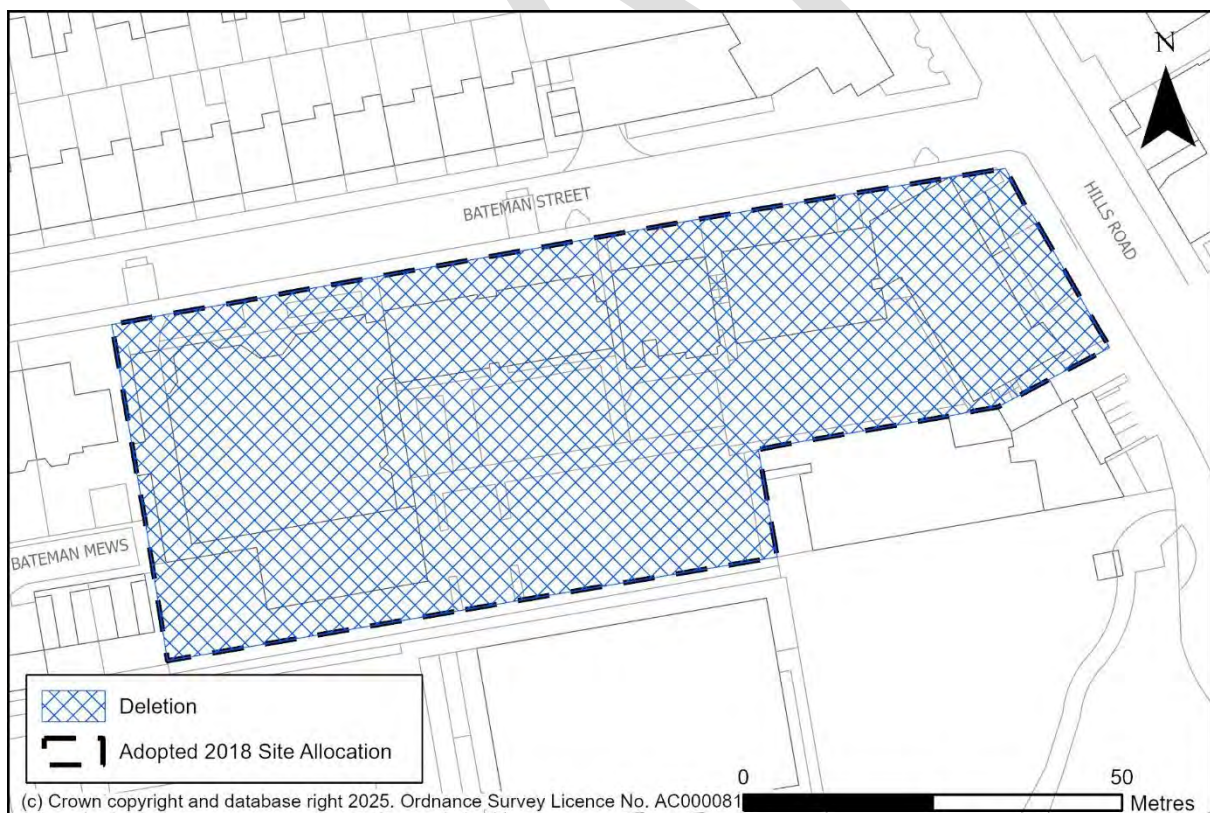 N
HILLS ROAD
BATEMAN STREET
BATEMAN MEWS
Deletion
Adopted 2018 Site Allocation
0 50
Metres
(c) Crown copyright and database right 2025. Ordnance Survey Licence No. AC000081